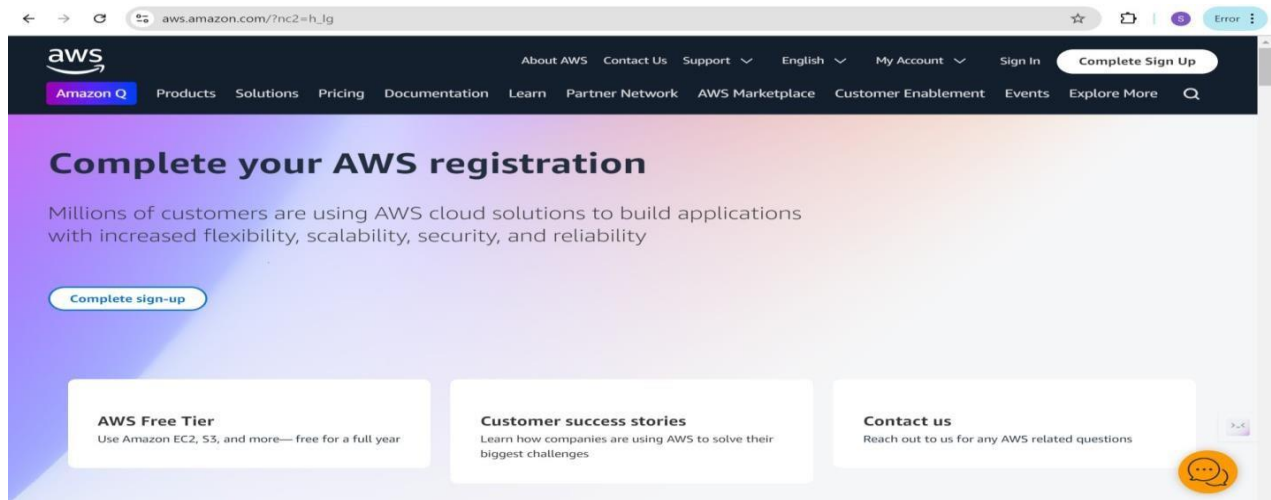 aws.amazon.com/?nc2=h_lg
S
Error
aws
About AWS Contact Us Support English My Account Sign In Complete Sign Up
Amazon Q Products Solutions Pricing Documentation Learn Partner Network AWS Marketplace Customer Enablement Events Explore More
Complete your AWS registration
Millions of customers are using AWS cloud solutions to build applications
with increased flexibility, scalability, security, and reliability
Complete sign-up
AWS Free Tier
Use Amazon EC2, S3, and more— free for a full year
Customer success stories
Learn how companies are using AWS to solve their
biggest challenges
Contact us
Reach out to us for any AWS related questions